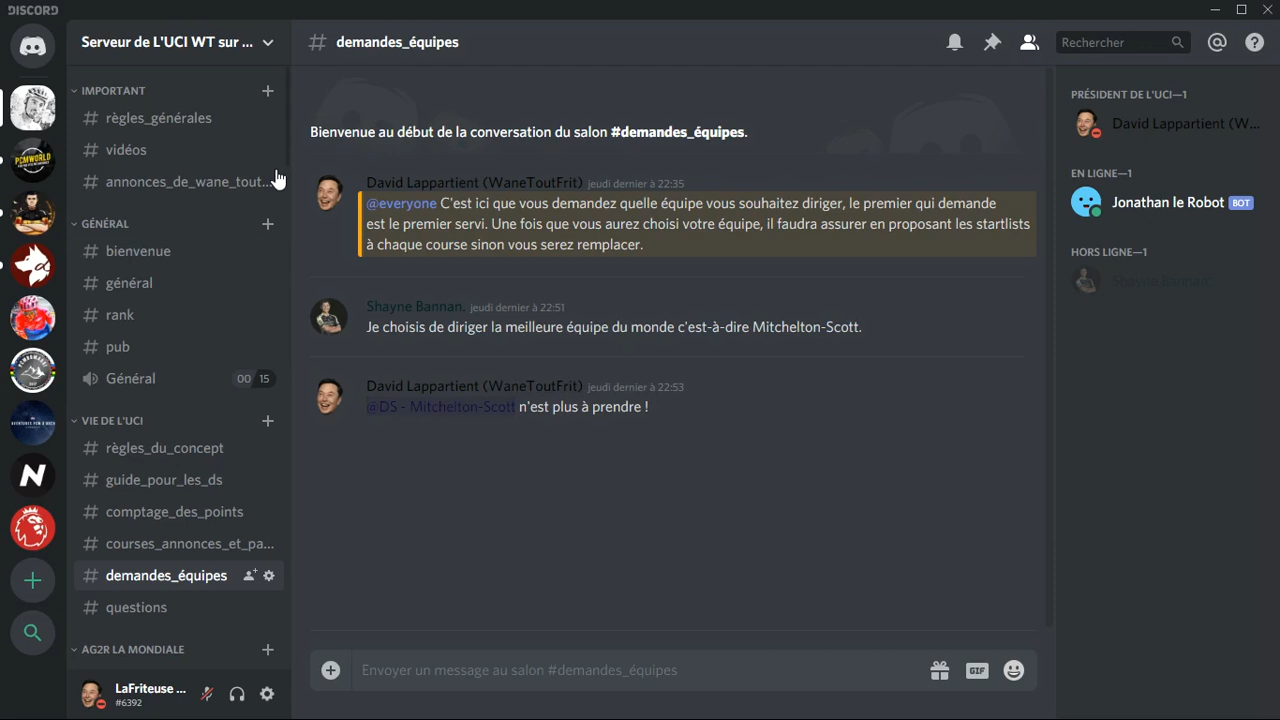 DISCORD
Serveur de L'UCI WT sur ...
IMPORTANT
règles_générales
vidéos
annonces_de_wane_tout...
GÉNÉRAL
bienvenue
général
rank
pub
Général 00 15
VIE DE L'UCI
règles_du_concept
guide_pour_les_ds
comptage_des_points
courses_annonces_et_pa...
demandes_équipes
questions
AG2R LA MONDIALE
LaFriteuse ...
#6392
# demandes_équipes
Rechercher
Bienvenue au début de la conversation du salon #demandes_équipes.
David Lappartient (WaneToutFrit) jeudi dernier à 22:35
@everyone C'est ici que vous demandez quelle équipe vous souhaitez diriger, le premier qui demande
est le premier servi. Une fois que vous aurez choisi votre équipe, il faudra assurer en proposant les startlists
à chaque course sinon vous serez remplacer.
Shayne Bannan. jeudi dernier à 22:51
Je choisis de diriger la meilleure équipe du monde c'est-à-dire Mitchelton-Scott.
David Lappartient (WaneToutFrit) jeudi dernier à 22:53
@DS - Mitchelton-Scott n'est plus à prendre !
Envoyer un message au salon #demandes_équipes
GIF
PRÉSIDENT DE L'UCI—1
David Lappartient (W...
EN LIGNE—1
Jonathan le Robot BOT
HORS LIGNE—1
Shayne Bannan.
PCMWORLD
N